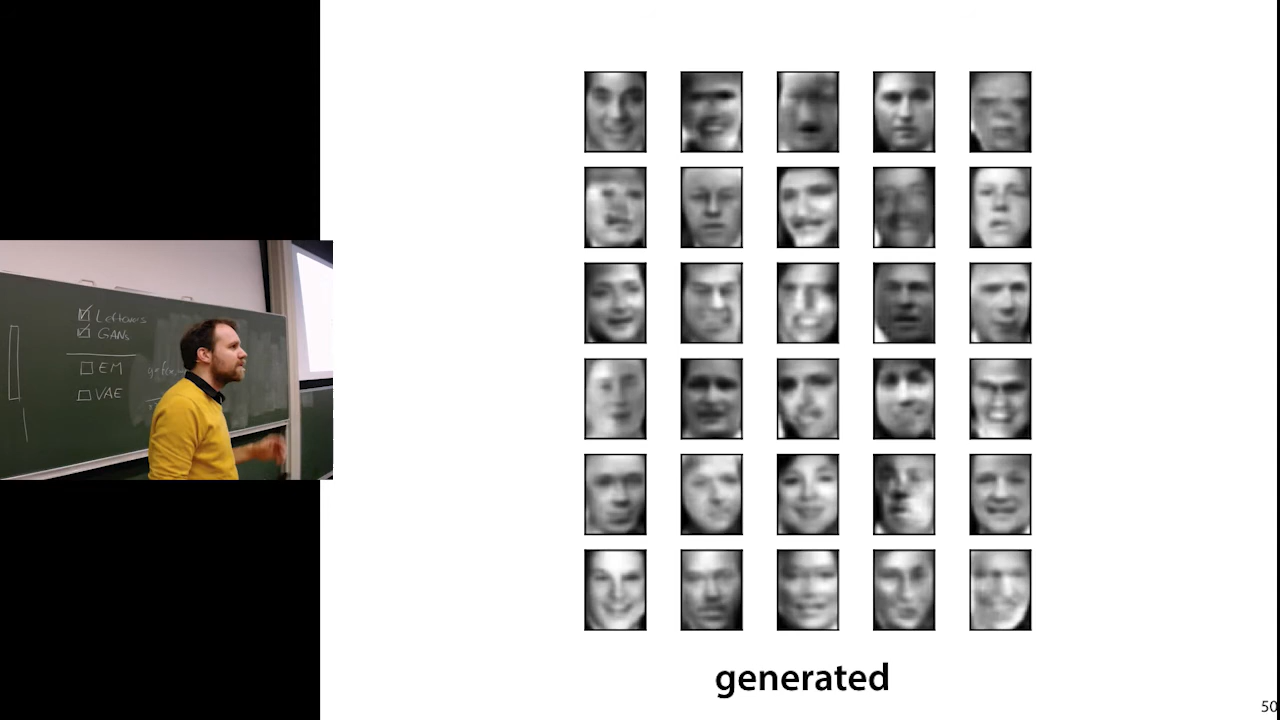 ☑ Leftovers
☑ GANs
☐ EM
☐ VAE
generated
50